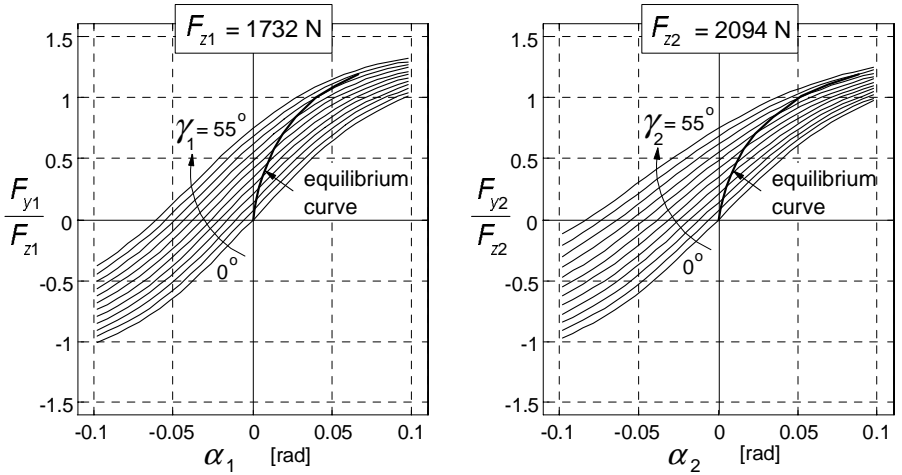 F_z1 = 1732 N
1.5
1
0.5
0
-0.5
-1
-1.5
F_y1
F_z1
γ_1 = 55°
equilibrium
curve
0°
-0.1
-0.05
0
0.05
0.1
α_1
[rad]
F_z2 = 2094 N
1.5
1
0.5
0
-0.5
-1
-1.5
F_y2
F_z2
γ_2 = 55°
equilibrium
curve
0°
-0.1
-0.05
0
0.05
0.1
α_2
[rad]